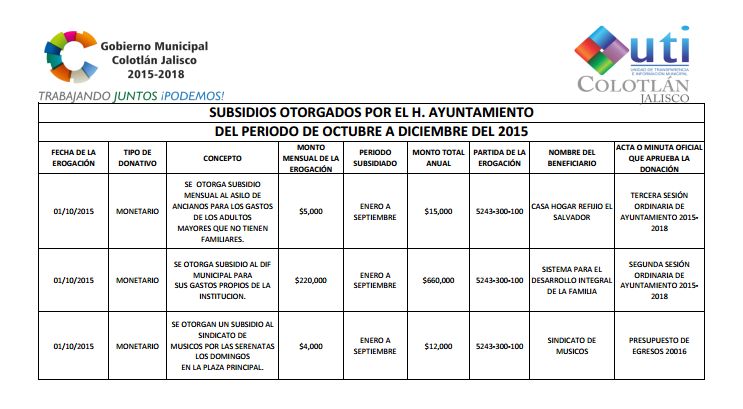 Gobierno Municipal
Colotlán Jalisco
2015-2018
TRABAJANDO JUNTOS ¡PODEMOS!
uti
UNIDAD DE TRANSPARENCIA
E INFORMACIÓN MUNICIPAL
COLOTLÁN
JALISCO
SUBSIDIOS OTORGADOS POR EL H. AYUNTAMIENTO
DEL PERIODO DE OCTUBRE A DICIEMBRE DEL 2015
FECHA DE LA
EROGACIÓN
TIPO DE
DONATIVO
CONCEPTO
MONTO
MENSUAL DE LA
EROGACIÓN
PERIODO
SUBSIDIADO
MONTO TOTAL
ANUAL
PARTIDA DE LA
EROGACIÓN
NOMBRE DEL
BENEFICIARIO
ACTA O MINUTA OFICIAL
QUE APRUEBA LA
DONACIÓN
01/10/2015
MONETARIO
SE OTORGA SUBSIDIO
MENSUAL AL ASILO DE
ANCIANOS PARA LOS GASTOS
DE LOS ADULTOS
MAYORES QUE NO TIENEN
FAMILIARES.
$5,000
ENERO A
SEPTIEMBRE
$15,000
5243•300•100
CASA HOGAR REFIJIO EL
SALVADOR
TERCERA SESIÓN
ORDINARIA DE
AYUNTAMIENTO 2015•
2018
01/10/2015
MONETARIO
SE OTORGA SUBSIDIO AL DIF
MUNICIPAL PARA
SUS GASTOS PROPIOS DE LA
INSTITUCION.
$220,000
ENERO A
SEPTIEMBRE
$660,000
5243•300•100
SISTEMA PARA EL
DESARROLLO INTEGRAL
DE LA FAMILIA
SEGUNDA SESIÓN
ORDINARIA DE
AYUNTAMIENTO 2015•
2018
01/10/2015
MONETARIO
SE OTORGAN UN SUBSIDIO AL
SINDICATO DE
MUSICOS POR LAS SERENATAS
LOS DOMINGOS
EN LA PLAZA PRINCIPAL.
$4,000
ENERO A
SEPTIEMBRE
$12,000
5243•300•100
SINDICATO DE
MUSICOS
PRESUPUESTO DE
EGRESOS 20016